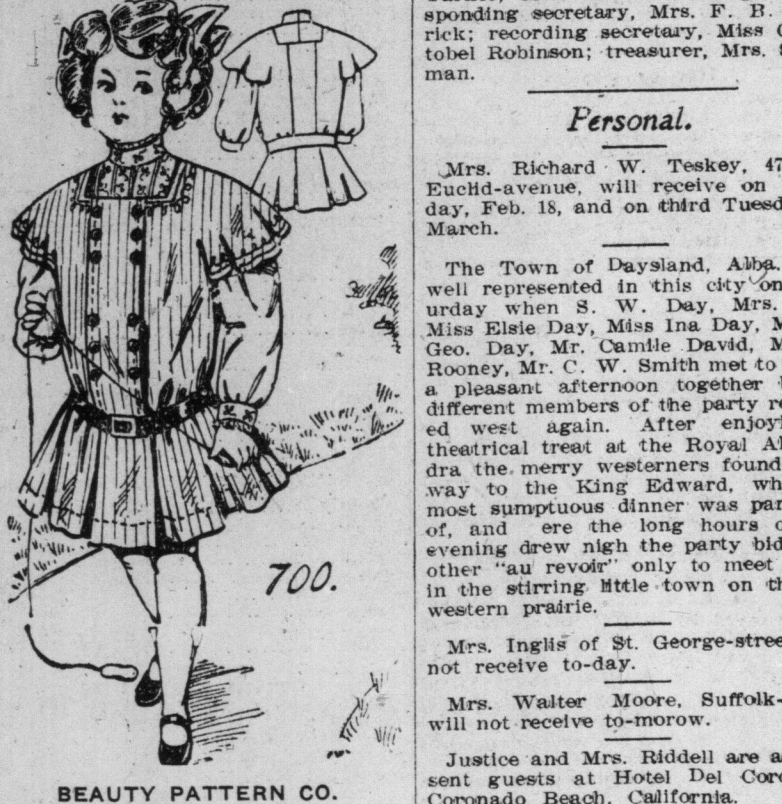 700.
BEAUTY PATTERN CO.
sponding secretary, Mrs. F. B.
rick; recording secretary, Miss
tobel Robinson; treasurer, Mrs.
man.
Personal.
Mrs. Richard W. Teskey, 47
Euclid-avenue, will receive on
day, Feb. 18, and on third Tuesd
March.
The Town of Daysland, Alba.
well represented in this city on
urday when S. W. Day, Mrs.
Miss Elsie Day, Miss Ina Day, M
Geo. Day, Mr. Camile David, M
Rooney, Mr. C. W. Smith met to
a pleasant afternoon together
different members of the party re
ed west again. After enjoyi
theatrical treat at the Royal Al
dra the merry westerners found
way to the King Edward, wh
most sumptuous dinner was par
of, and ere the long hours o
evening drew nigh the party bid
other "au revoir" only to meet
in the stirring little town on th
western prairie.
Mrs. Inglis of St. George-stree
not receive to-day.
Mrs. Walter Moore, Suffolk-
will not receive to-morow.
Justice and Mrs. Riddell are a
sent guests at Hotel Del Coro
Coronado Beach, California.